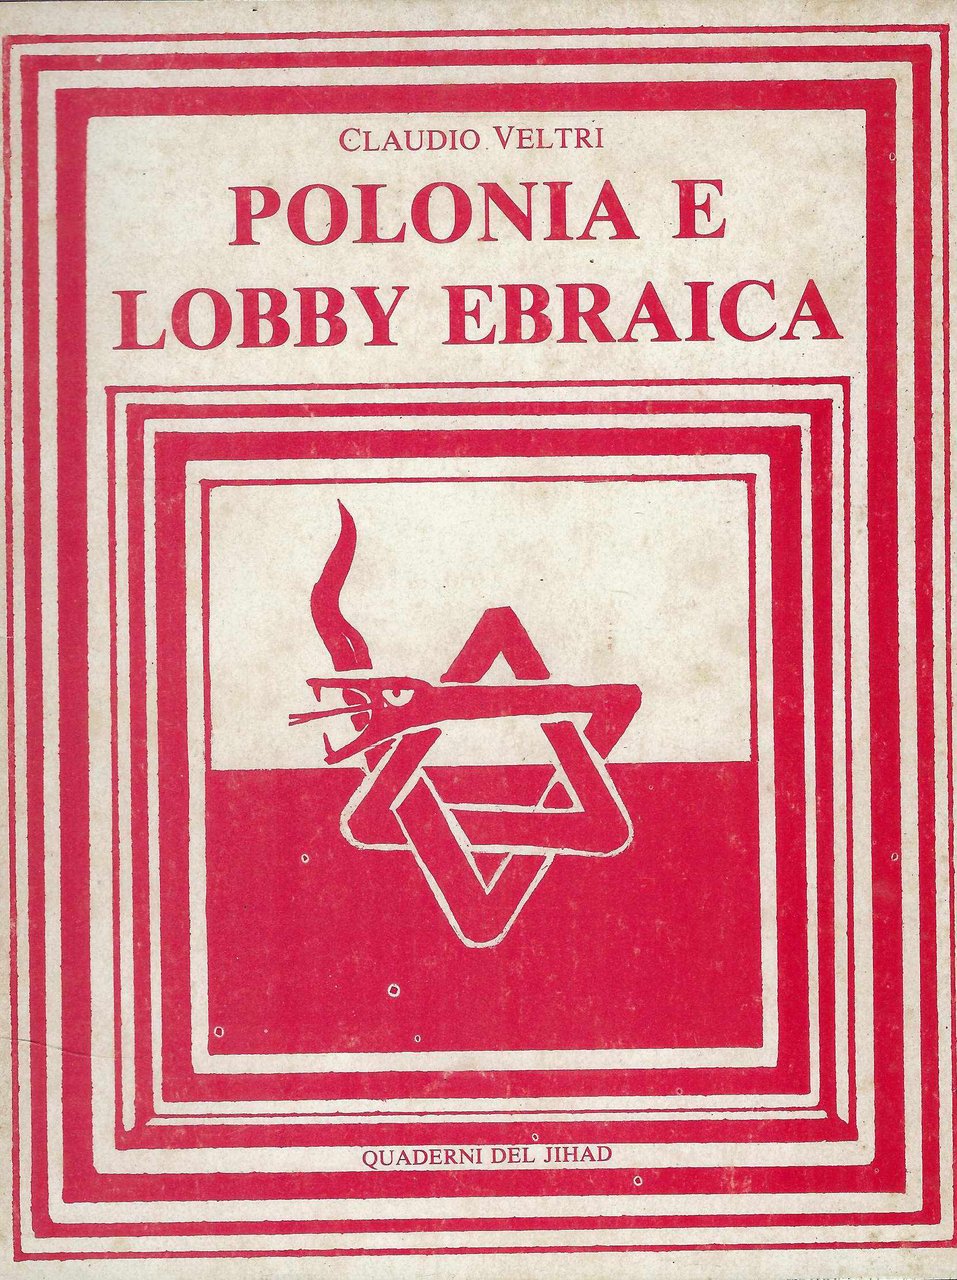 CLAUDIO VELTRI
POLONIA E
LOBBY EBRAICA
QUADERNI DEL JIHAD